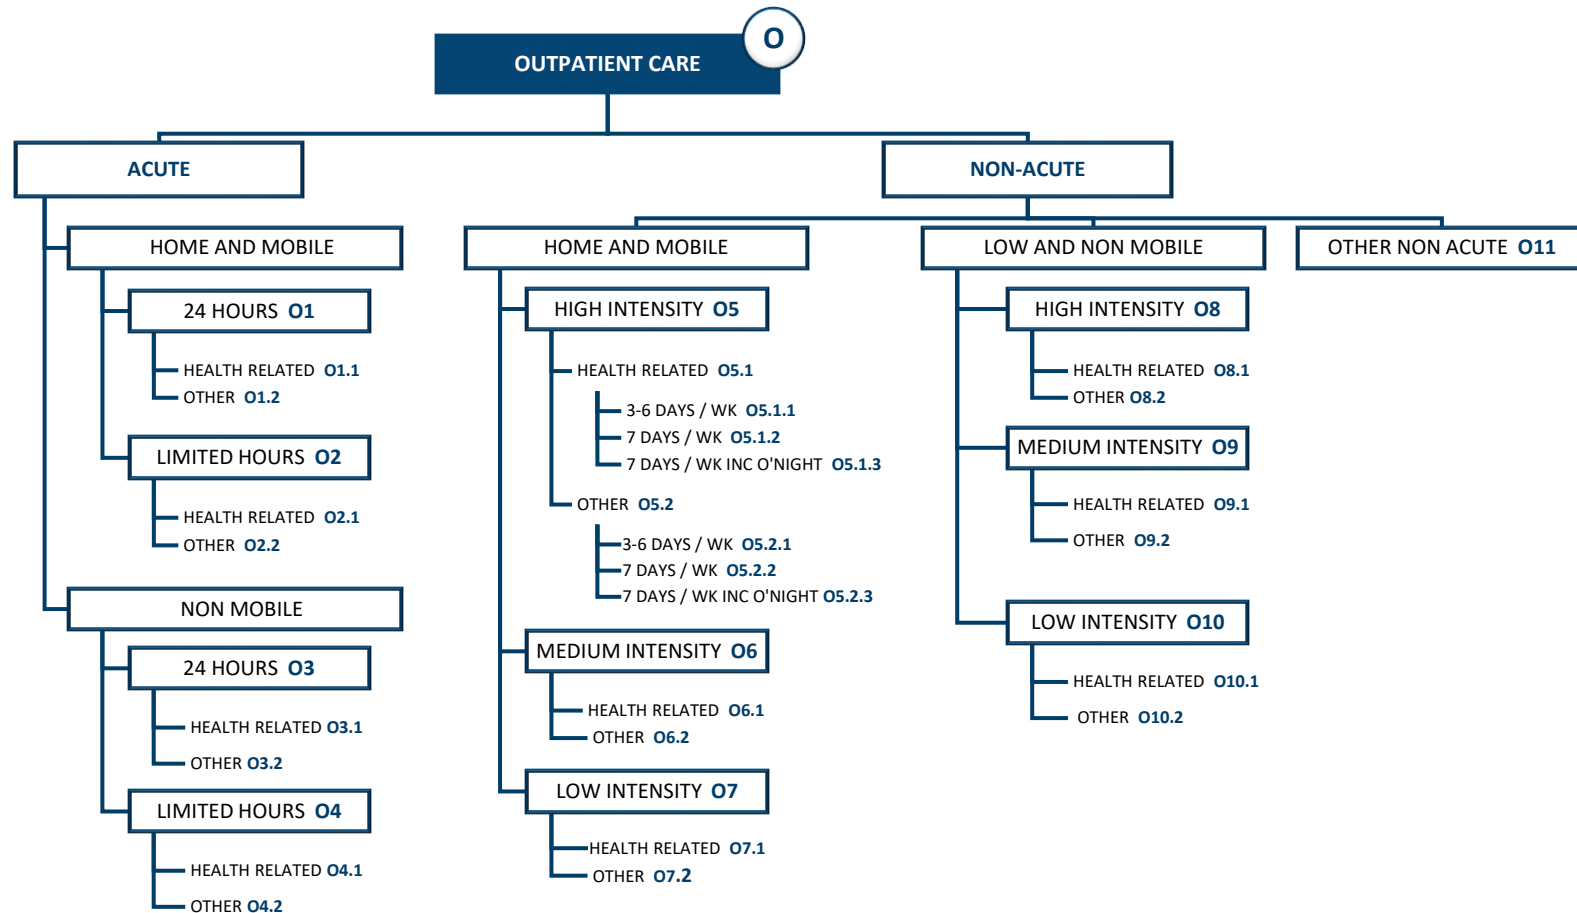 O
OUTPATIENT CARE
ACUTE
HOME AND MOBILE
24 HOURS O1
HEALTH RELATED O1.1
OTHER O1.2
LIMITED HOURS O2
HEALTH RELATED O2.1
OTHER O2.2
NON MOBILE
24 HOURS O3
HEALTH RELATED O3.1
OTHER O3.2
LIMITED HOURS O4
HEALTH RELATED O4.1
OTHER O4.2
NON-ACUTE
HOME AND MOBILE
HIGH INTENSITY O5
HEALTH RELATED O5.1
3-6 DAYS / WK O5.1.1
7 DAYS / WK O5.1.2
7 DAYS / WK INC O'NIGHT O5.1.3
OTHER O5.2
3-6 DAYS / WK O5.2.1
7 DAYS / WK O5.2.2
7 DAYS / WK INC O'NIGHT O5.2.3
MEDIUM INTENSITY O6
HEALTH RELATED O6.1
OTHER O6.2
LOW INTENSITY O7
HEALTH RELATED O7.1
OTHER O7.2
LOW AND NON MOBILE
HIGH INTENSITY O8
HEALTH RELATED O8.1
OTHER O8.2
MEDIUM INTENSITY O9
HEALTH RELATED O9.1
OTHER O9.2
LOW INTENSITY O10
HEALTH RELATED O10.1
OTHER O10.2
OTHER NON ACUTE O11